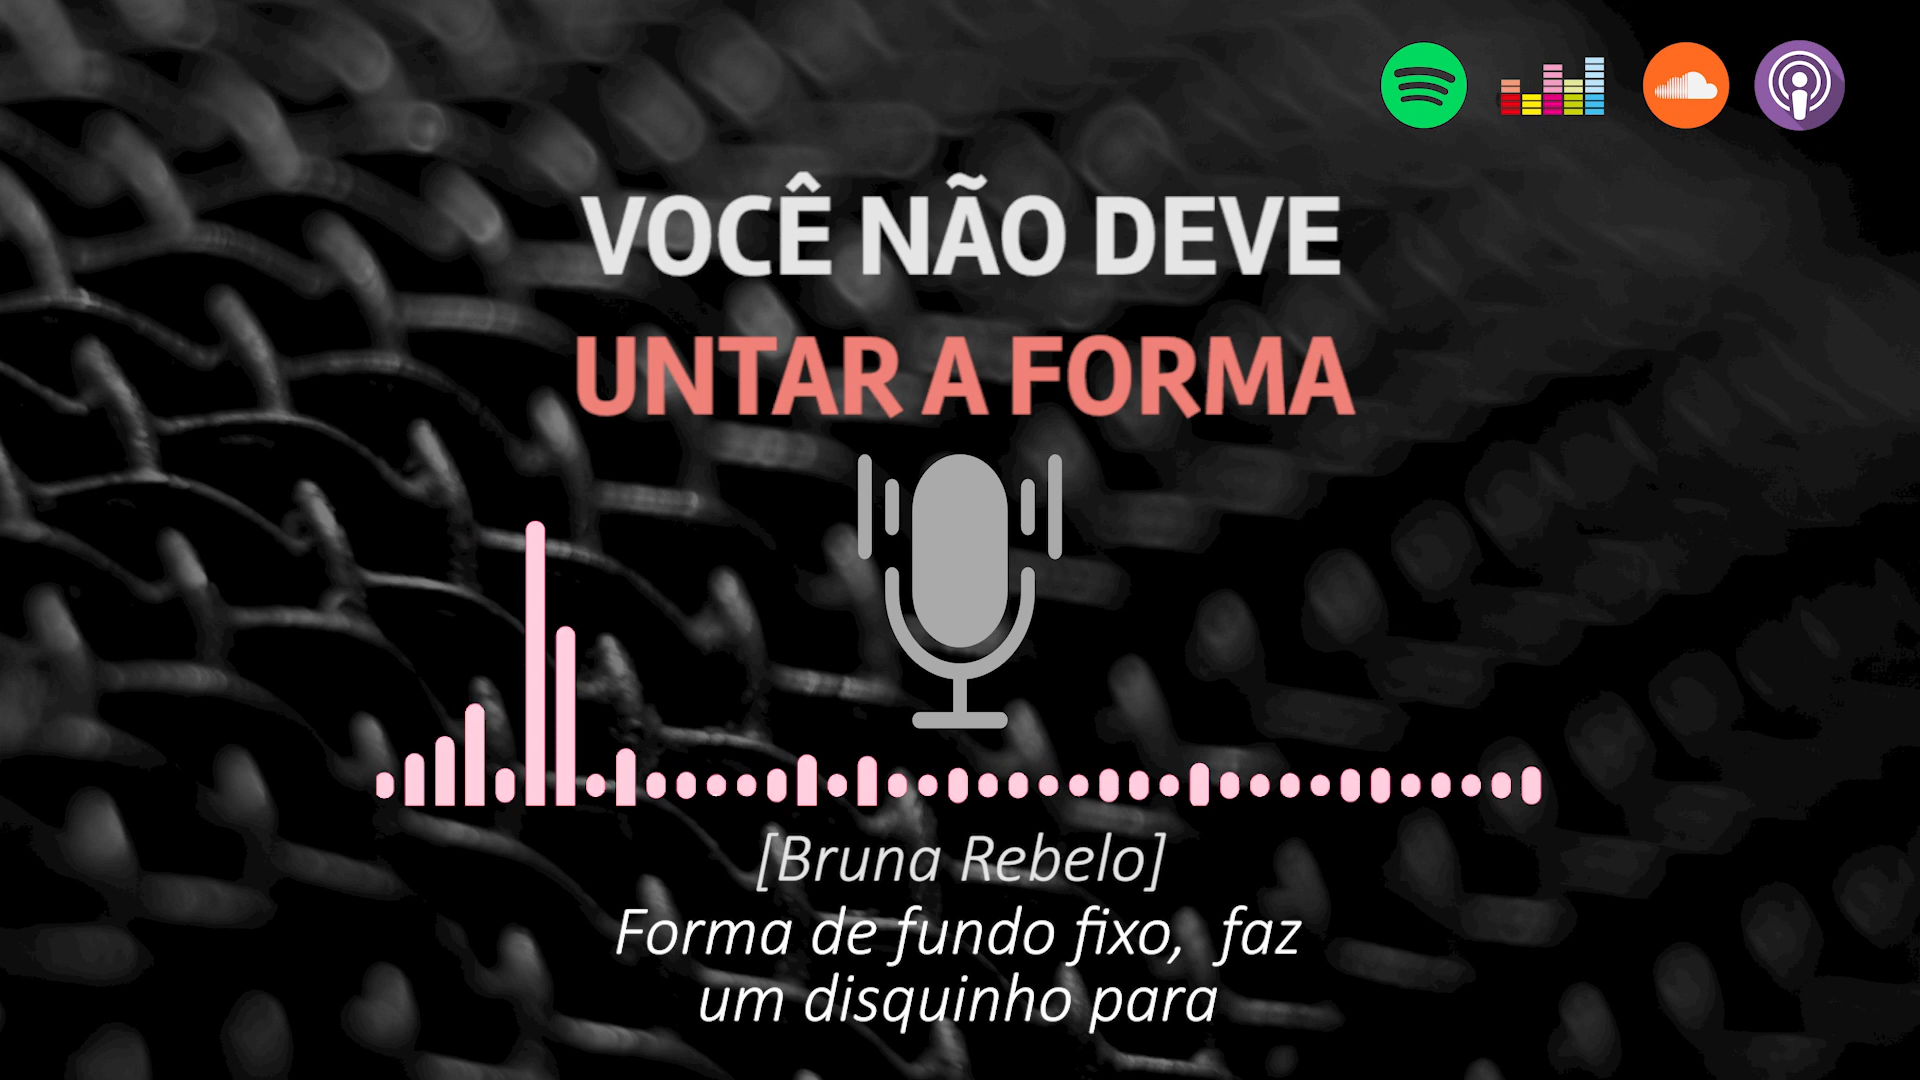 VOCÊ NÃO DEVE
UNTAR A FORMA
[Bruna Rebelo]
Forma de fundo fixo, faz
um disquinho para